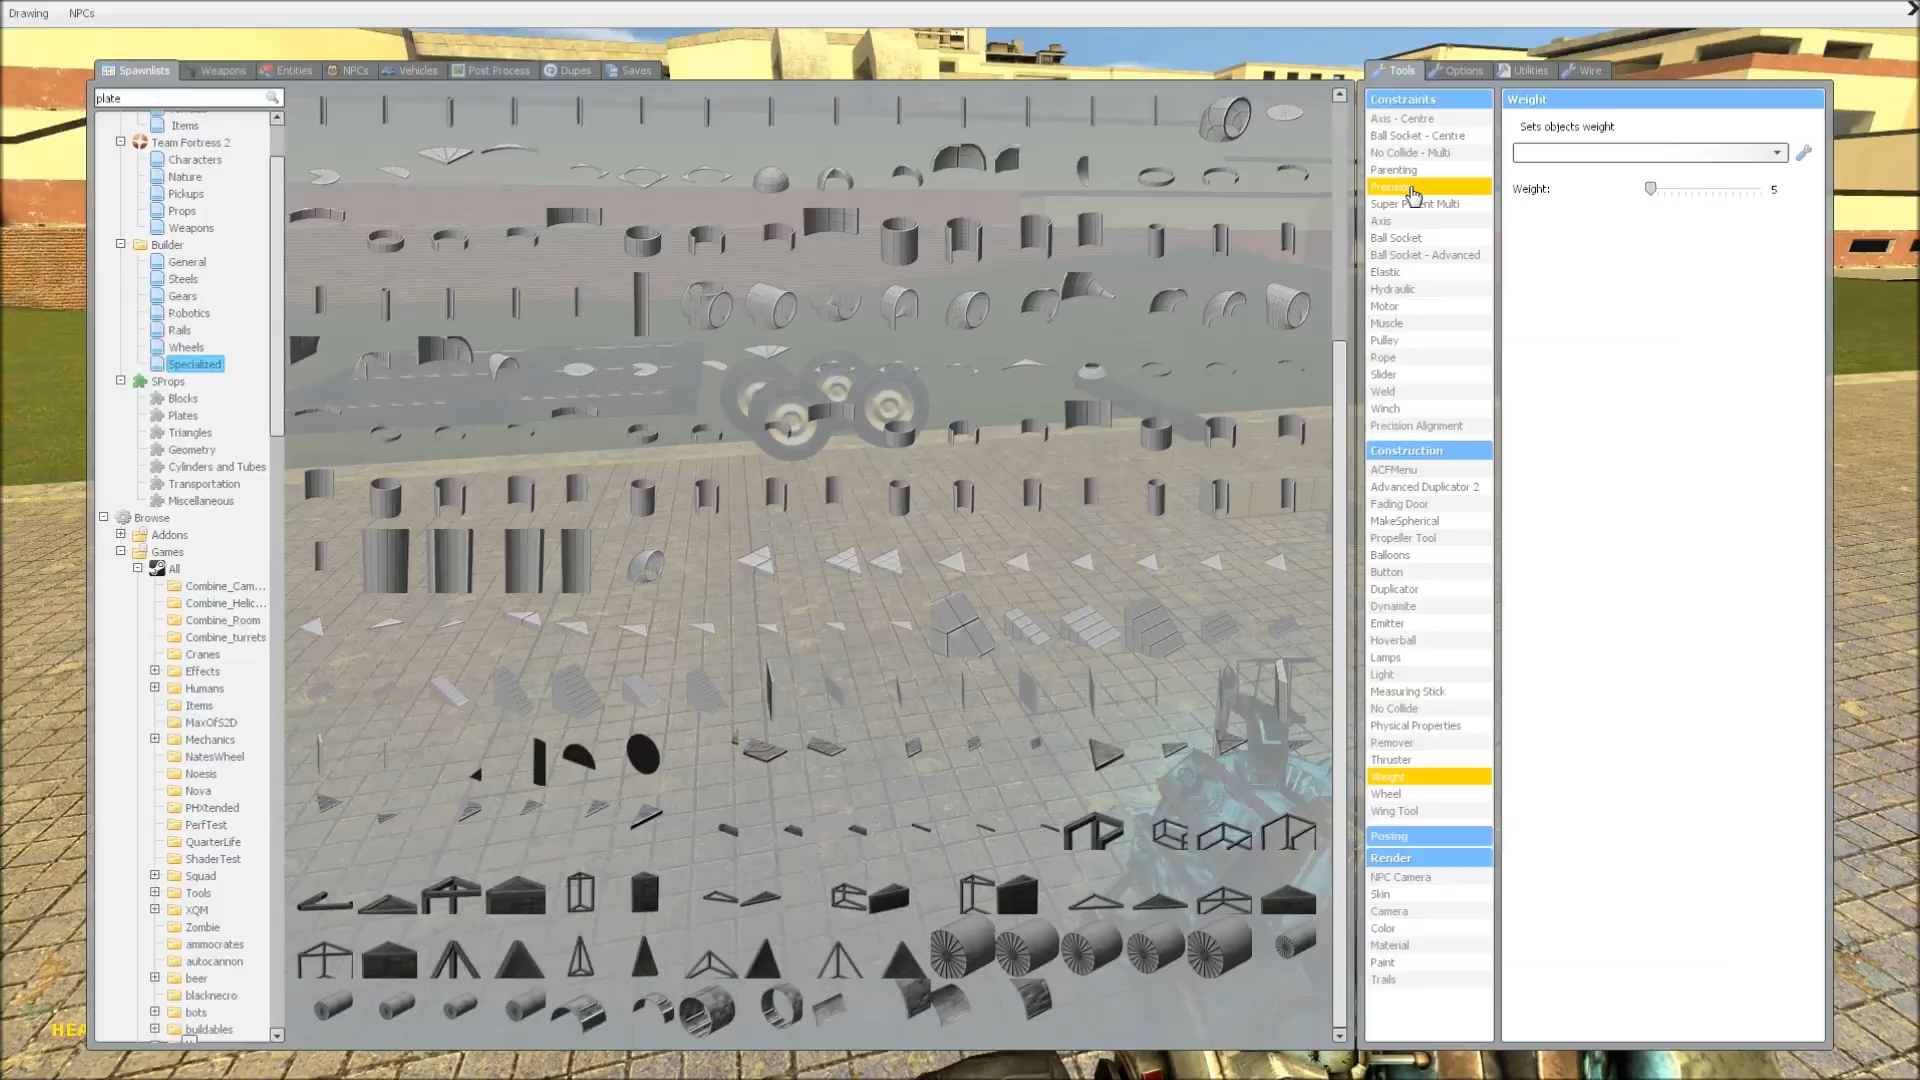 Drawing NPCs
Spawnlists Weapons Entities NPCs Vehicles Post Process Dupes Saves
plate
Items
Team Fortress 2
Characters
Nature
Pickups
Props
Weapons
Builder
General
Steels
Gears
Robotics
Rails
Wheels
Specialized
SProps
Blocks
Plates
Triangles
Geometry
Cylinders and Tubes
Transportation
Miscellaneous
Browse
Addons
Games
All
Combine_Cam...
Combine_Helic...
Combine_Room
Combine_turrets
Cranes
Effects
Humans
Items
MaxOfS2D
Mechanics
NatesWheel
Noesis
Nova
PHXtended
PerfTest
QuarterLife
ShaderTest
Squad
Tools
XQM
Zombie
ammocrates
autocannon
beer
blacknecro
bots
buildables
HEA
Tools Options Utilities Wire
Constraints
Axis - Centre
Ball Socket - Centre
No Collide - Multi
Parenting
Precision
Super Parent Multi
Axis
Ball Socket
Ball Socket - Advanced
Elastic
Hydraulic
Motor
Muscle
Pulley
Rope
Slider
Weld
Winch
Precision Alignment
Construction
ACFMenu
Advanced Duplicator 2
Fading Door
MakeSpherical
Propeller Tool
Balloons
Button
Duplicator
Dynamite
Emitter
Hoverball
Lamps
Light
Measuring Stick
No Collide
Physical Properties
Remover
Thruster
Weight
Wheel
Wing Tool
Posing
Render
NPC Camera
Skin
Camera
Color
Material
Paint
Trails
Weight
Sets objects weight
Weight: 5